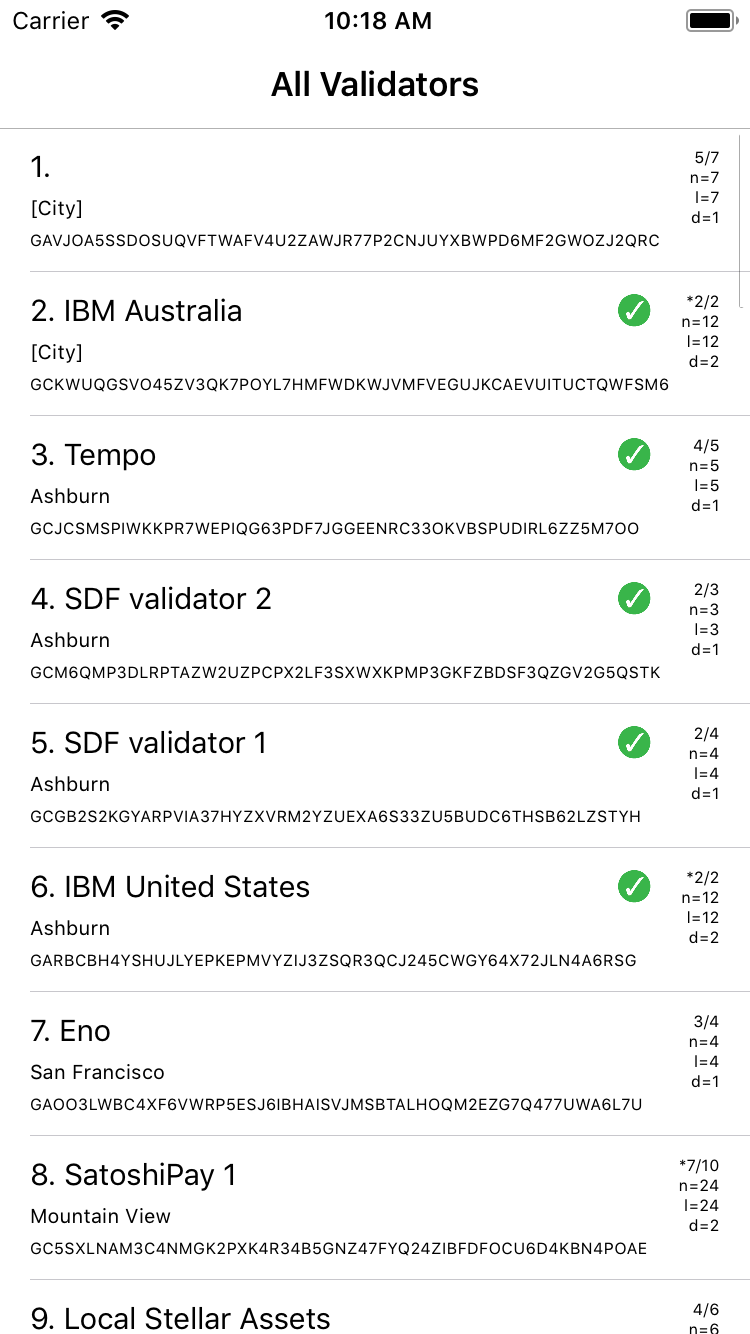 Carrier 10:18 AM
All Validators
1.
[City]
GAVJOA5SSDOSUQVFTWAFV4U2ZAWJR77P2CNJUYXBWPD6MF2GWOZJ2QRC
5/7
n=7
l=7
d=1
2. IBM Australia
[City]
GCKWUQGSVO45ZV3QK7POYL7HMFWDKWJVMFVEGUJKCAEVUITUCTQWFSM6
*2/2
n=12
l=12
d=2
3. Tempo
Ashburn
GCJCSMSPIWKKPR7WEPIQG63PDF7JGGEENRC33OKVBSPUDIRL6ZZ5M7OO
4/5
n=5
l=5
d=1
4. SDF validator 2
Ashburn
GCM6QMP3DLRPTAZW2UZPCPX2LF3SXWXKPMP3GKFZBDSF3QZGV2G5QSTK
2/3
n=3
l=3
d=1
5. SDF validator 1
Ashburn
GCGB2S2KGYARPVIA37HYZXVRM2YZUEXA6S33ZU5BUDC6THSB62LZSTYH
2/4
n=4
l=4
d=1
6. IBM United States
Ashburn
GARBCBH4YSHUJLYEPKEPMVYZIJ3ZSQR3QCJ245CWGY64X72JLN4A6RSG
*2/2
n=12
l=12
d=2
7. Eno
San Francisco
GAOO3LWBC4XF6VWRP5ESJ6IBHAISVJMSBTALHOQM2EZG7Q477UWA6L7U
3/4
n=4
l=4
d=1
8. SatoshiPay 1
Mountain View
GC5SXLNAM3C4NMGK2PXK4R34B5GNZ47FYQ24ZIBFDFOCU6D4KBN4POAE
*7/10
n=24
l=24
d=2
9. Local Stellar Assets
4/6
n=6